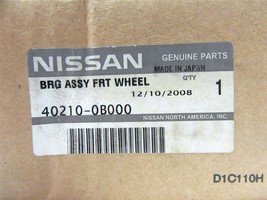 NISSAN
GENUINE PARTS
MADE IN JAPAN
BRG ASSY FRT WHEEL
QTY
12/10/2008
1
40210-0B000
NISSAN NORTH AMERICA, INC.
D1C110H